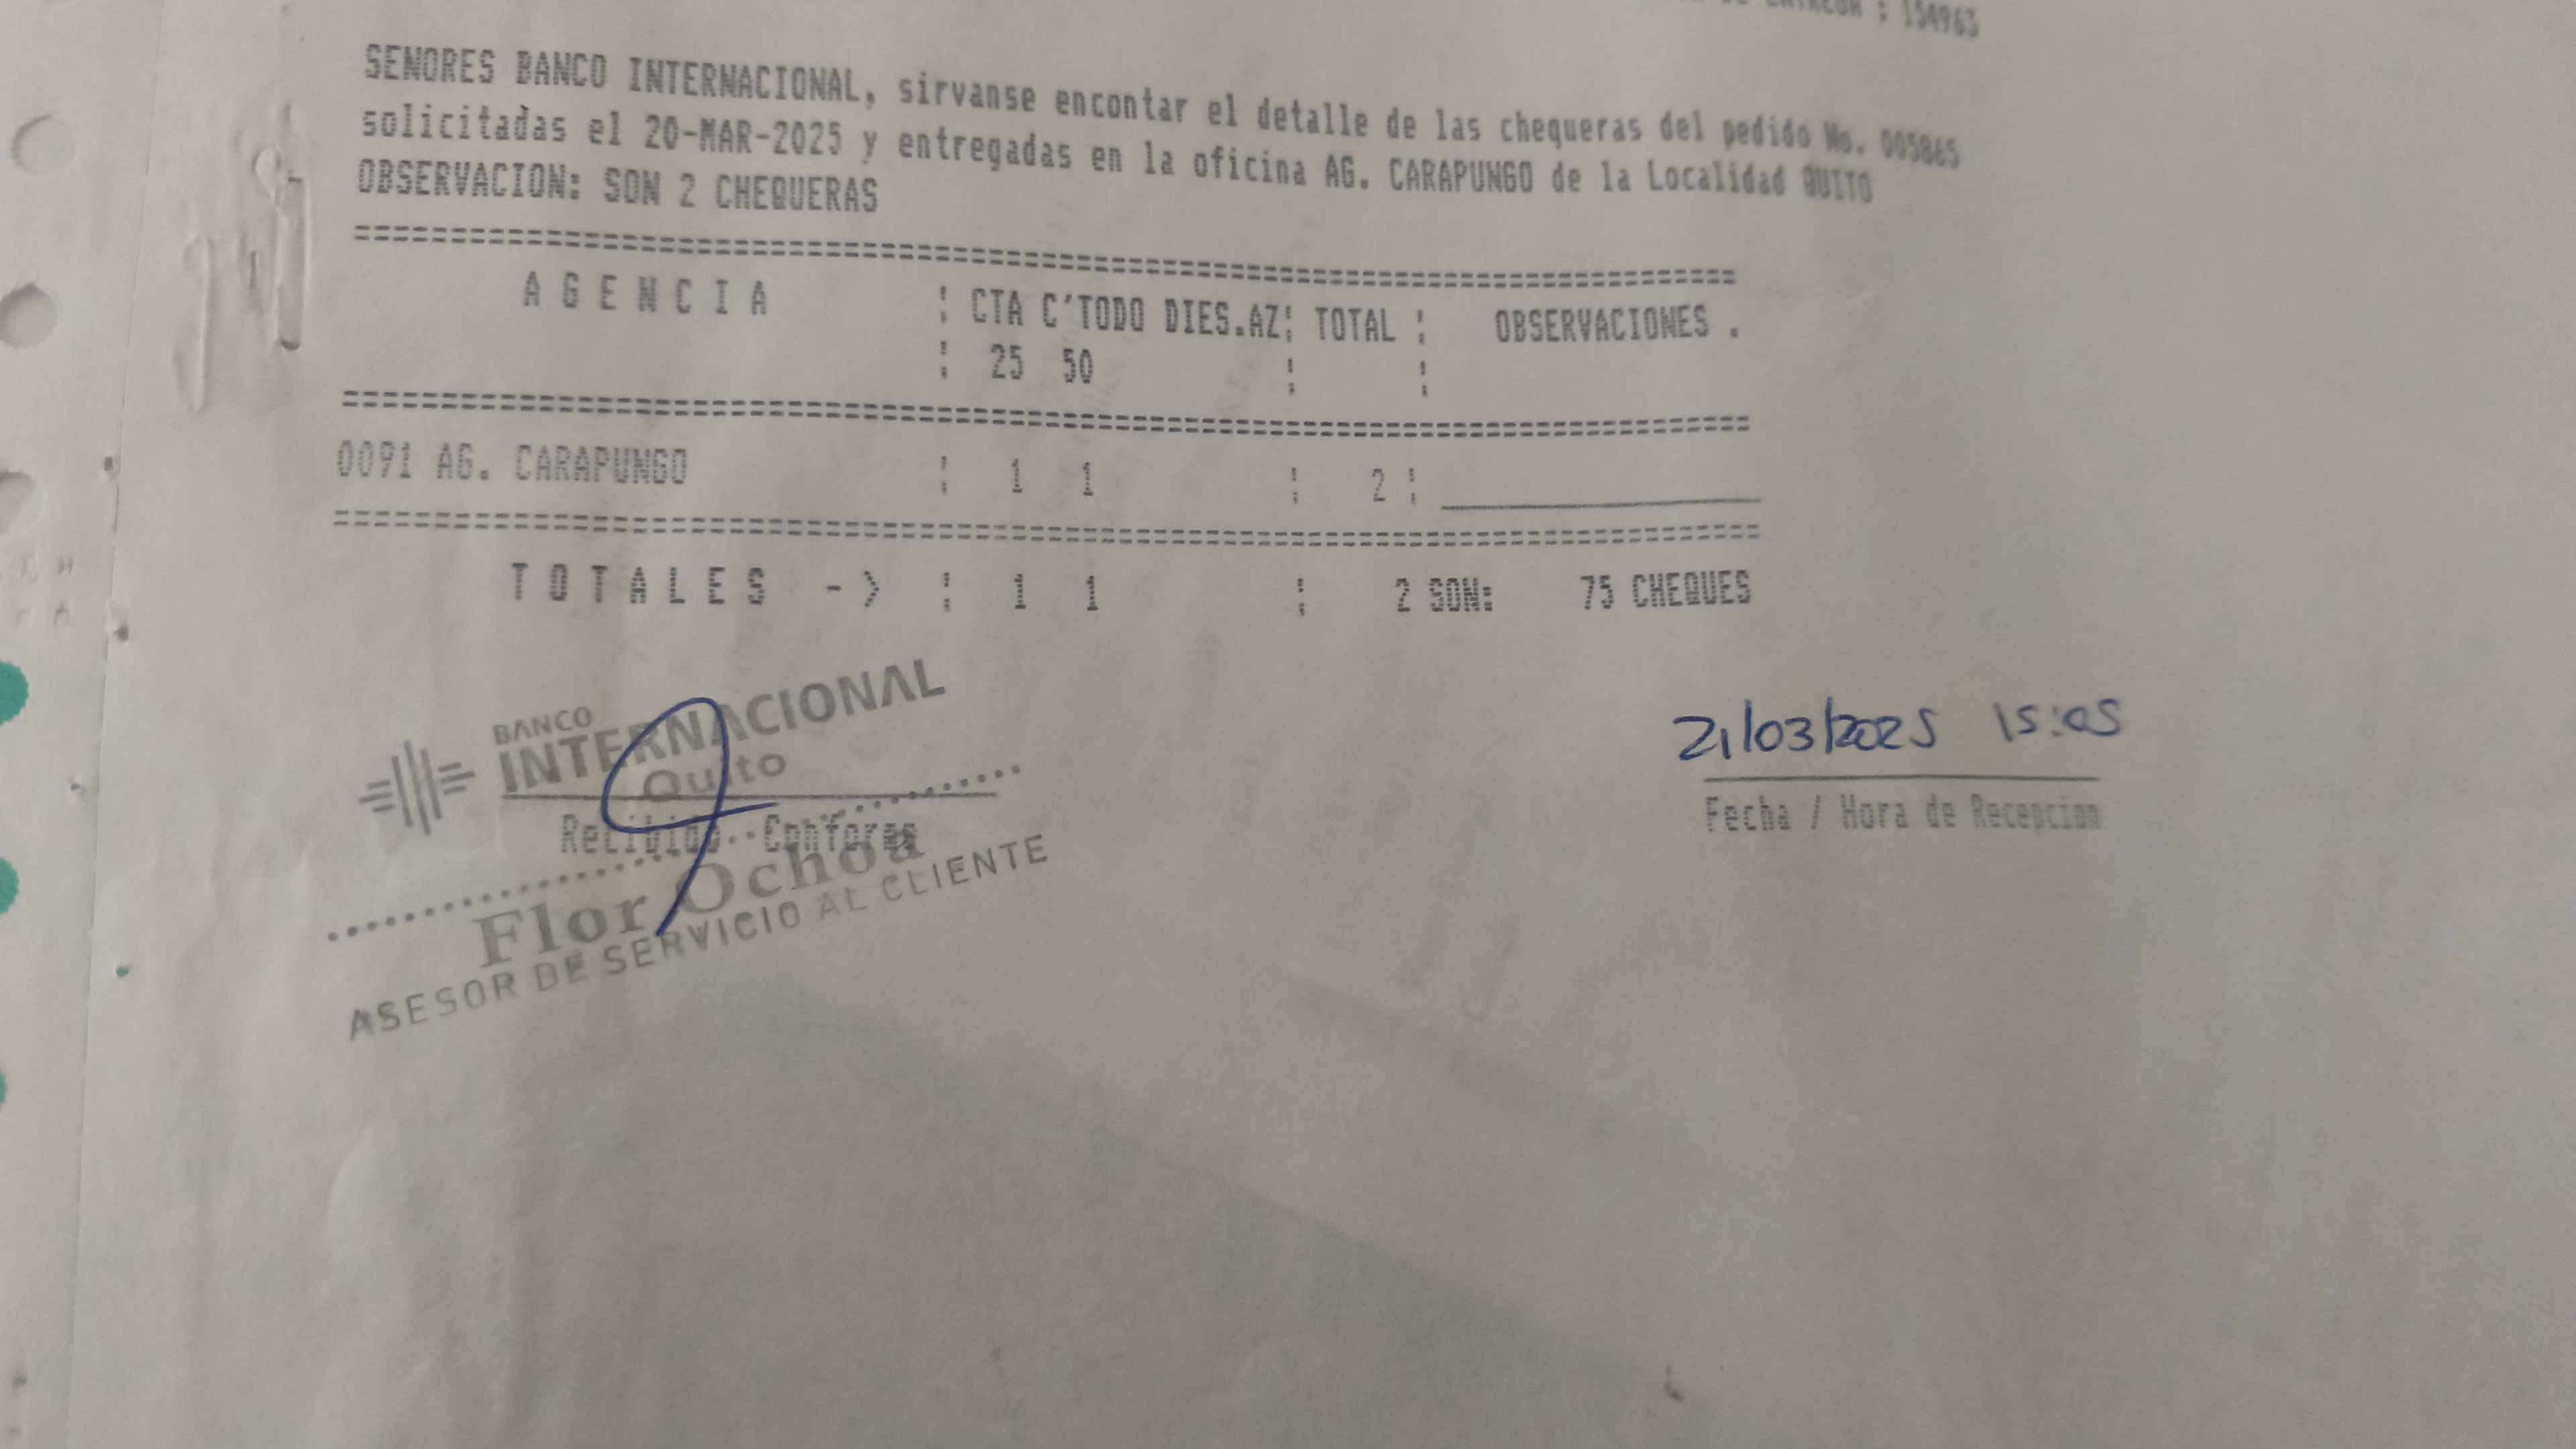 DE ENTREGA : 154963
SENORES BANCO INTERNACIONAL, sirvanse encontar el detalle de las chequeras del pedido No. 005865
solicitadas el 20-MAR-2025 y entregadas en la oficina AG. CARAPUNGO de la Localidad QUITO
OBSERVACION: SON 2 CHEQUERAS
A G E N C I A ¦ CTA C'TODO DIES.AZ¦ TOTAL ¦ OBSERVACIONES .
¦ 25 50 ¦ ¦
0091 AG. CARAPUNGO ¦ 1 1 ¦ 2 ¦
T O T A L E S -> ¦ 1 1 ¦ 2 SON: 75 CHEQUES
BANCO
INTERNACIONAL
Quito
21/03/2025 15:05
Recibido Conforme
Fecha / Hora de Recepcion
Flor Ochoa
ASESOR DE SERVICIO AL CLIENTE